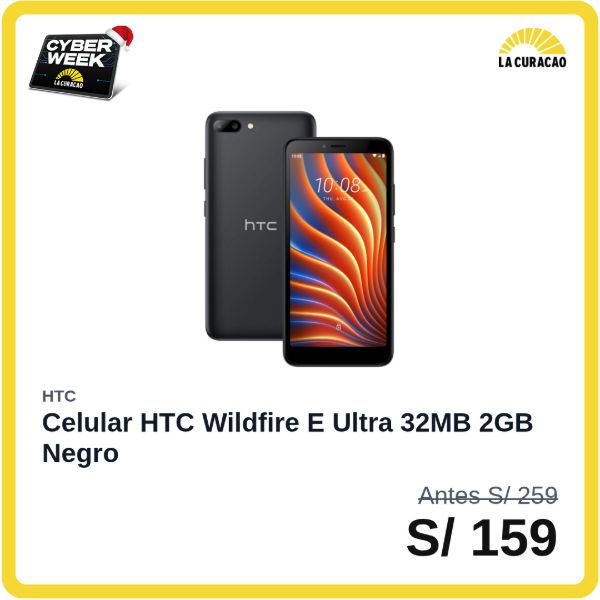 CYBER
WEEK
LA CURACAO
LA CURACAO
10:08
hTC
HTC
Celular HTC Wildfire E Ultra 32MB 2GB
Negro
Antes S/ 259
S/ 159